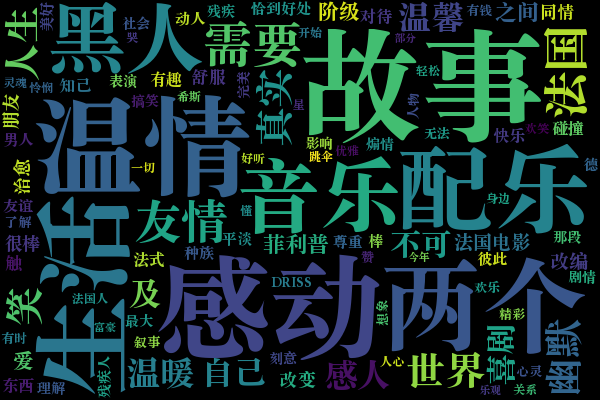 人生
美好
黑人
社会
哭
动人
残疾
恰到好处
阶级
对待
温馨
有钱
之间
同情
需要
灵魂
怜悯
知己
表演
有趣
舒服
搞笑
希斯
完美
真实
开始
星
部分
轻松
人物
故事
法国
朋友
男人
治愈
一切
温情
好听
影响
跳伞
优雅
煽情
无法
快乐
欢笑
碰撞
友谊
了解
很棒
触
生活
友情
音乐
配乐
身边
德
懂
平淡
种族
法式
菲利普
尊重
棒
赞
不可
法国电影
那段
今年
彼此
改编
剧情
笑
及
法国人
富豪
最大
叙事
感动
DRISS
想象
两个
欢乐
精彩
喜剧
幽默
有时
爱
东西
理解
残疾人
温暖
自己
刻意
改变
感人
人心
世界
乐观
心灵
关系